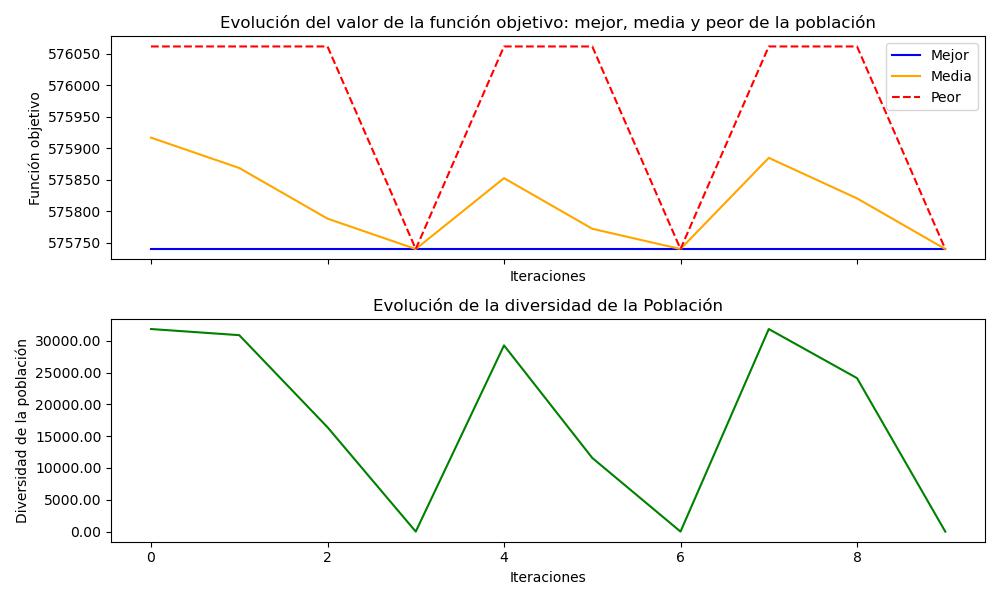 Evolución del valor de la función objetivo: mejor, media y peor de la población
Función objetivo
576050
576000
575950
575900
575850
575800
575750
Mejor
Media
Peor
Iteraciones
Evolución de la diversidad de la Población
Diversidad de la población
30000.00
25000.00
20000.00
15000.00
10000.00
5000.00
0.00
0 2 4 6 8
Iteraciones